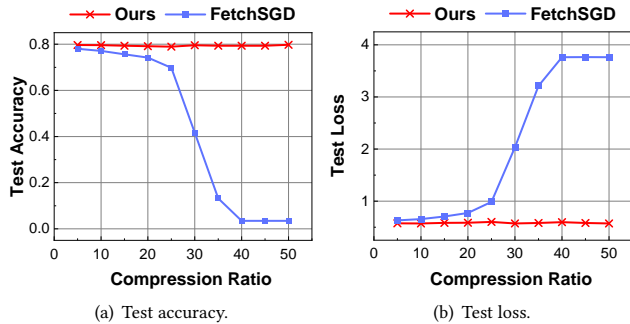 Ours FetchSGD
0.8
0.6
0.4
0.2
0.0
Test Accuracy
0 10 20 30 40 50
Compression Ratio
(a) Test accuracy.
Ours FetchSGD
4
3
2
1
Test Loss
0 10 20 30 40 50
Compression Ratio
(b) Test loss.